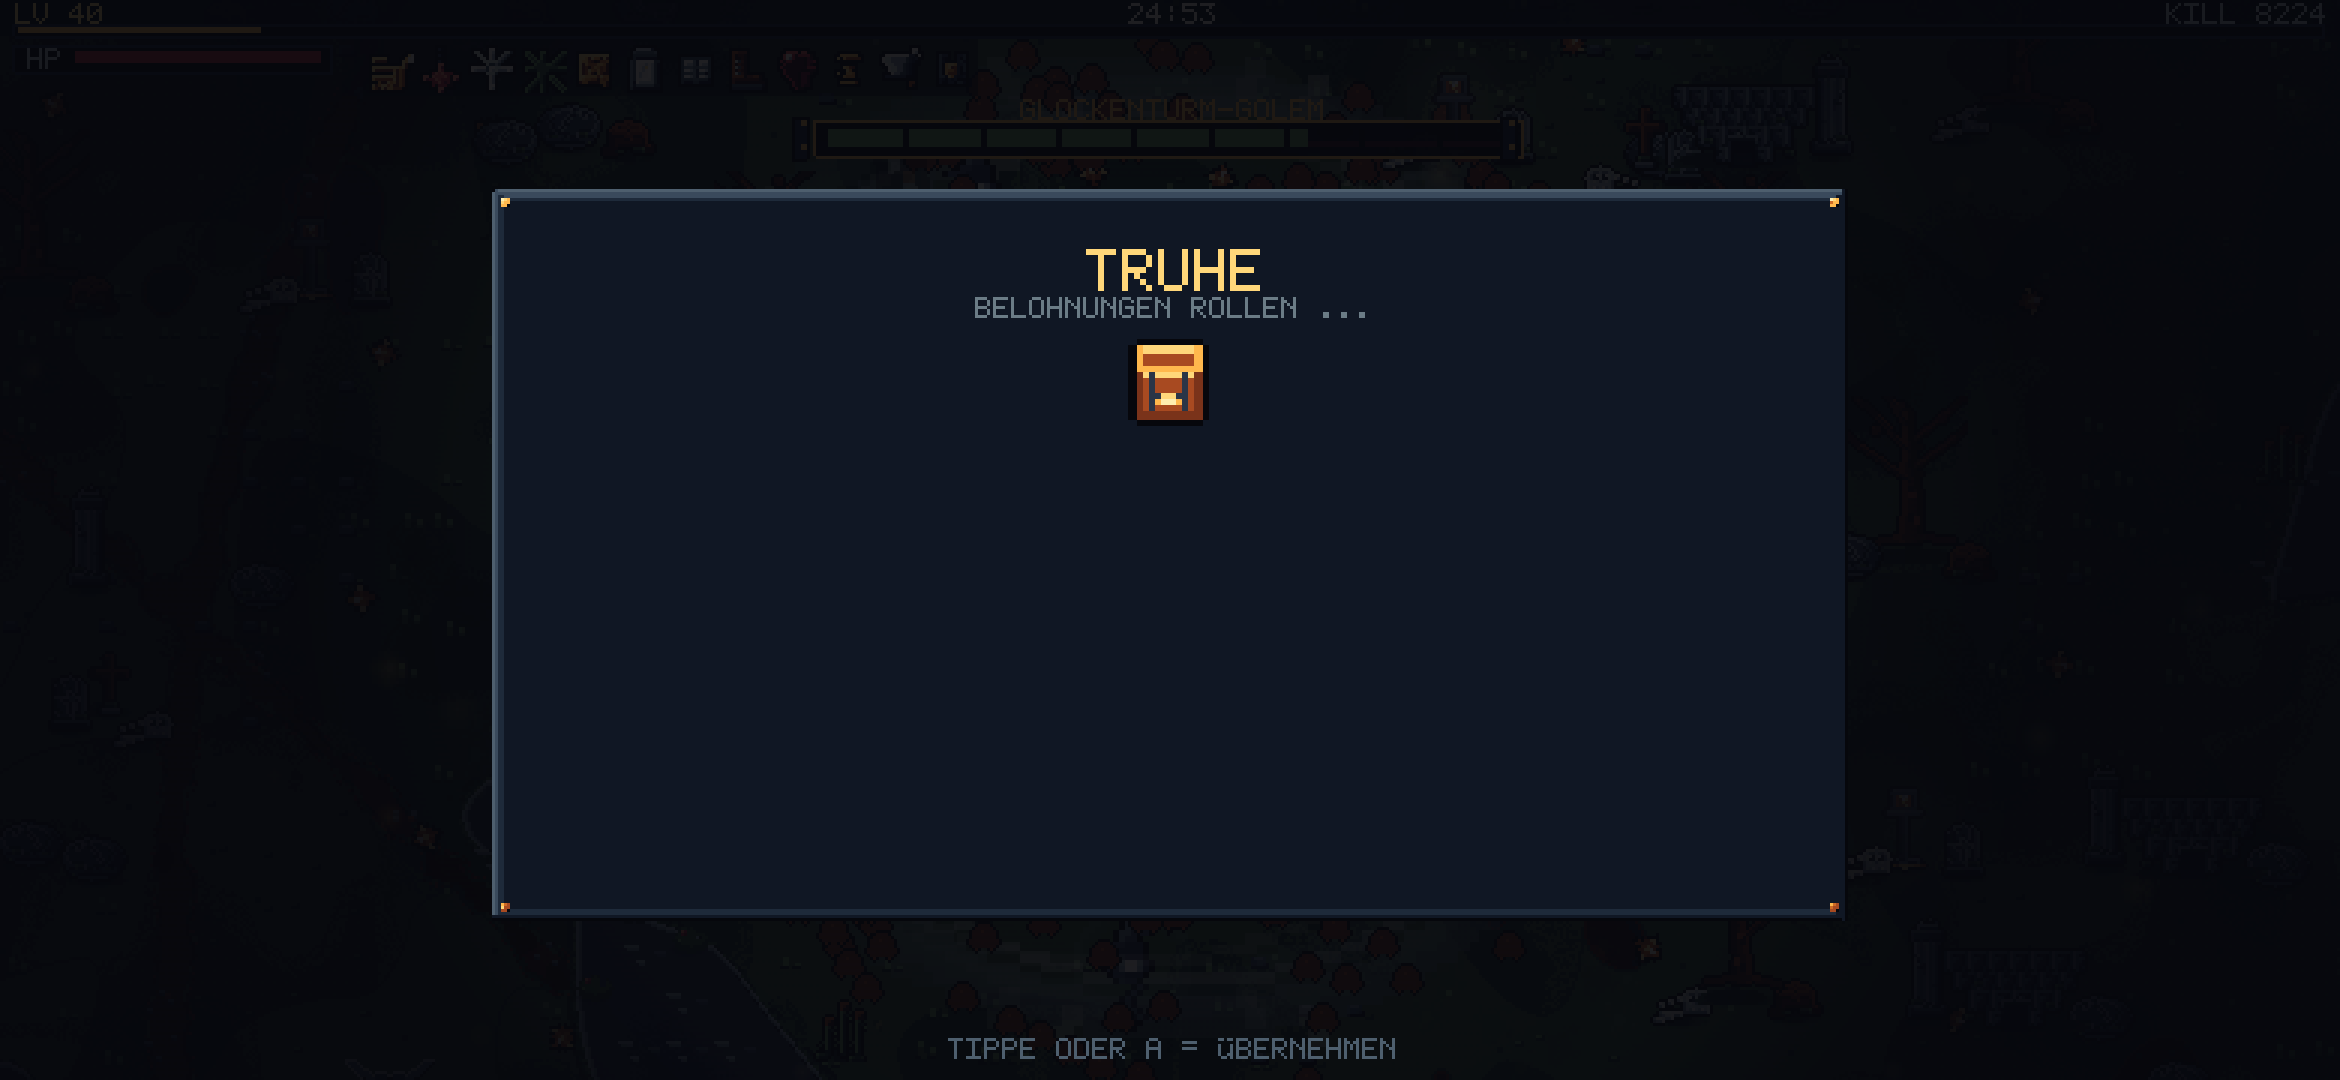 LV 40
24:53
KILL 8224
HP
GLOCKENTURM-GOLEM
TRUHE
BELOHNUNGEN ROLLEN ...
TIPPE ODER A = üBERNEHMEN